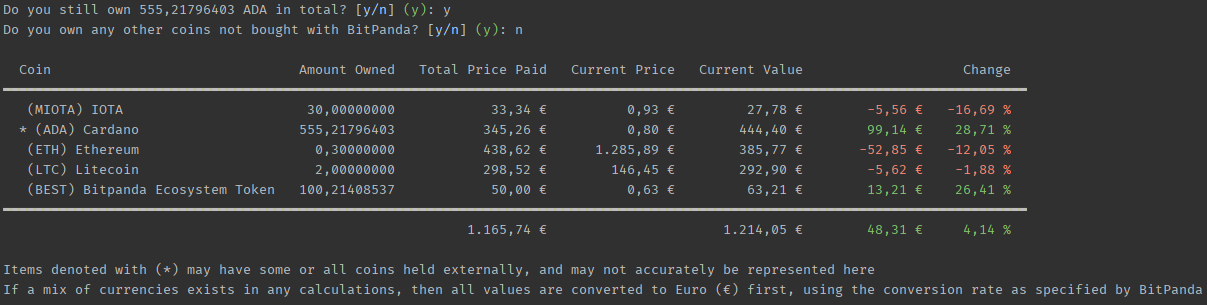 Do you still own 555,21796403 ADA in total? [y/n] (y): y
Do you own any other coins not bought with BitPanda? [y/n] (y): n
Coin Amount Owned Total Price Paid Current Price Current Value Change
(MIOTA) IOTA 30,00000000 33,34 € 0,93 € 27,78 € -5,56 € -16,69 %
* (ADA) Cardano 555,21796403 345,26 € 0,80 € 444,40 € 99,14 € 28,71 %
(ETH) Ethereum 0,30000000 438,62 € 1.285,89 € 385,77 € -52,85 € -12,05 %
(LTC) Litecoin 2,00000000 298,52 € 146,45 € 292,90 € -5,62 € -1,88 %
(BEST) Bitpanda Ecosystem Token 100,21408537 50,00 € 0,63 € 63,21 € 13,21 € 26,41 %
1.165,74 € 1.214,05 € 48,31 € 4,14 %
Items denoted with (*) may have some or all coins held externally, and may not accurately be represented here
If a mix of currencies exists in any calculations, then all values are converted to Euro (€) first, using the conversion rate as specified by BitPanda